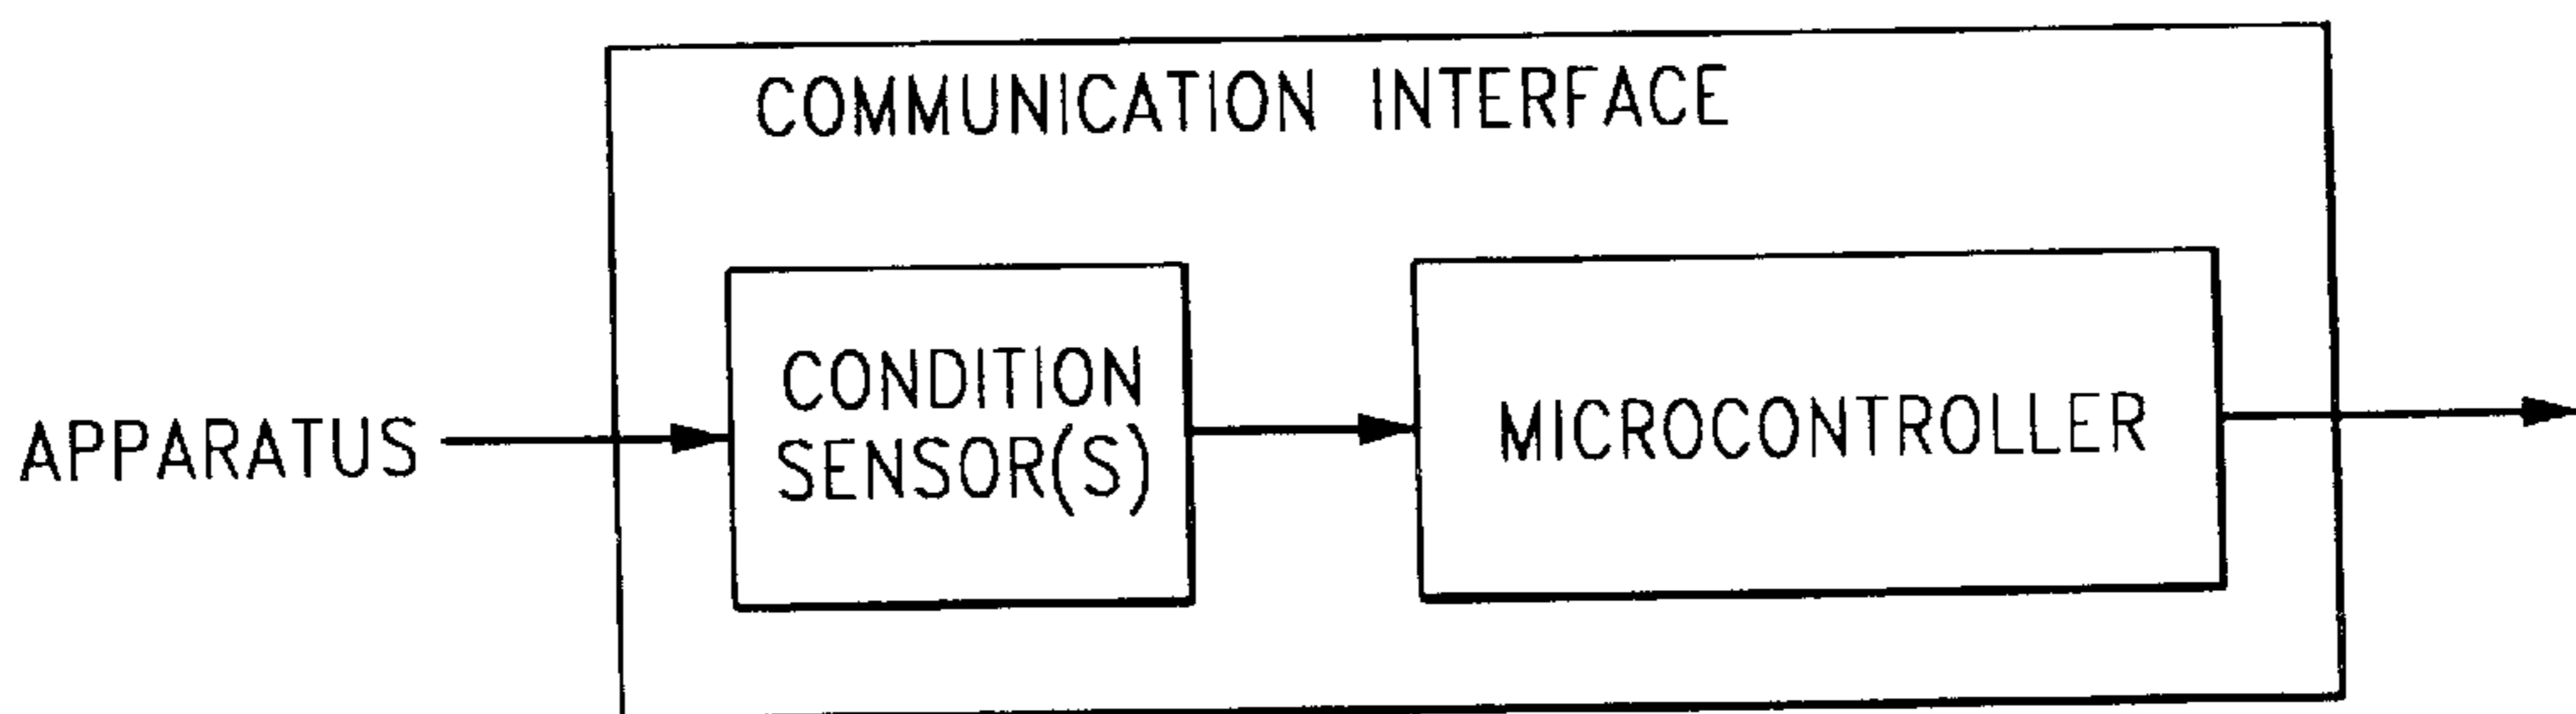 COMMUNICATION INTERFACE
APPARATUS
CONDITION
SENSOR(S)
MICROCONTROLLER